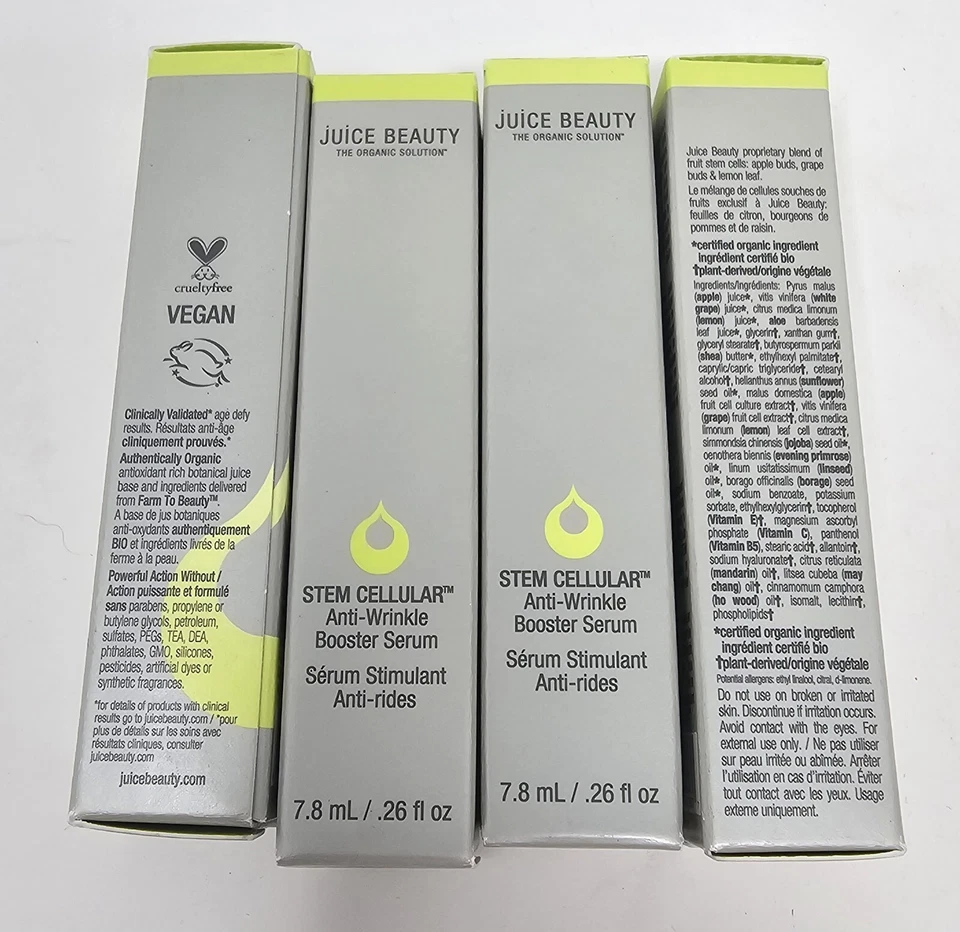 crueltyfree
VEGAN
Clinically Validated* age defy
results. Résultats anti-âge
cliniquement prouvés.*
Authentically Organic
antioxidant rich botanical juice
base and ingredients delivered
from Farm To Beauty™.
A base de jus botaniques
anti-oxydants authentiquement
BIO et ingrédients livrés de la
ferme à la peau.
Powerful Action Without /
Action puissante et formulé
sans parabens, propylene or
butylene glycols, petroleum,
sulfates, PEGs, TEA, DEA,
phthalates, GMO, silicones,
pesticides, artificial dyes or
synthetic fragrances.
*for details of products with clinical
results go to juicebeauty.com / *pour
plus de détails sur les soins avec
résultats cliniques, consulter
juicebeauty.com
juicebeauty.com
JUICE BEAUTY
THE ORGANIC SOLUTION™
STEM CELLULAR™
Anti-Wrinkle
Booster Serum
Sérum Stimulant
Anti-rides
7.8 mL / .26 fl oz
JUICE BEAUTY
THE ORGANIC SOLUTION™
STEM CELLULAR™
Anti-Wrinkle
Booster Serum
Sérum Stimulant
Anti-rides
7.8 mL / .26 fl oz
Juice Beauty proprietary blend of
fruit stem cells: apple buds, grape
buds & lemon leaf.
Le mélange de cellules souches de
fruits exclusif à Juice Beauty:
feuilles de citron, bourgeons de
pommes et de raisin.
*certified organic ingredient
ingrédient certifié bio
†plant-derived/origine végétale
Ingredients/Ingrédients: Pyrus malus
(apple) juice*, vitis vinifera (white
grape) juice*, citrus medica limonum
(lemon) juice*, aloe barbadensis
leaf juice*, glycerin†, xanthan gum†,
glyceryl stearate†, butyrospermum parkii
(shea) butter*, ethylhexyl palmitate†,
caprylic/capric triglyceride†, cetearyl
alcohol†, helianthus annus (sunflower)
seed oil*, malus domestica (apple)
fruit cell culture extract†, vitis vinifera
(grape) fruit cell extract†, citrus medica
limonum (lemon) leaf cell extract†,
simmondsia chinensis (jojoba) seed oil*,
oenothera biennis (evening primrose)
oil*, linum usitatissimum (linseed)
oil*, borago officinalis (borage) seed
oil*, sodium benzoate, potassium
sorbate, ethylhexylglycerin†, tocopherol
(Vitamin E)†, magnesium ascorbyl
phosphate (Vitamin C), panthenol
(Vitamin B5), stearic acid†, allantoin†,
sodium hyaluronate†, citrus reticulata
(mandarin) oil†, litsea cubeba (may
chang) oil†, cinnamomum camphora
(ho wood) oil†, isomalt, lecithin†,
phospholipids†
*certified organic ingredient
ingrédient certifié bio
†plant-derived/origine végétale
Potential allergens: ethyl linalool, citral, d-limonene.
Do not use on broken or irritated
skin. Discontinue if irritation occurs.
Avoid contact with the eyes. For
external use only. / Ne pas utiliser
sur peau irritée ou abîmée. Arrêter
l'utilisation en cas d'irritation. Éviter
tout contact avec les yeux. Usage
externe uniquement.